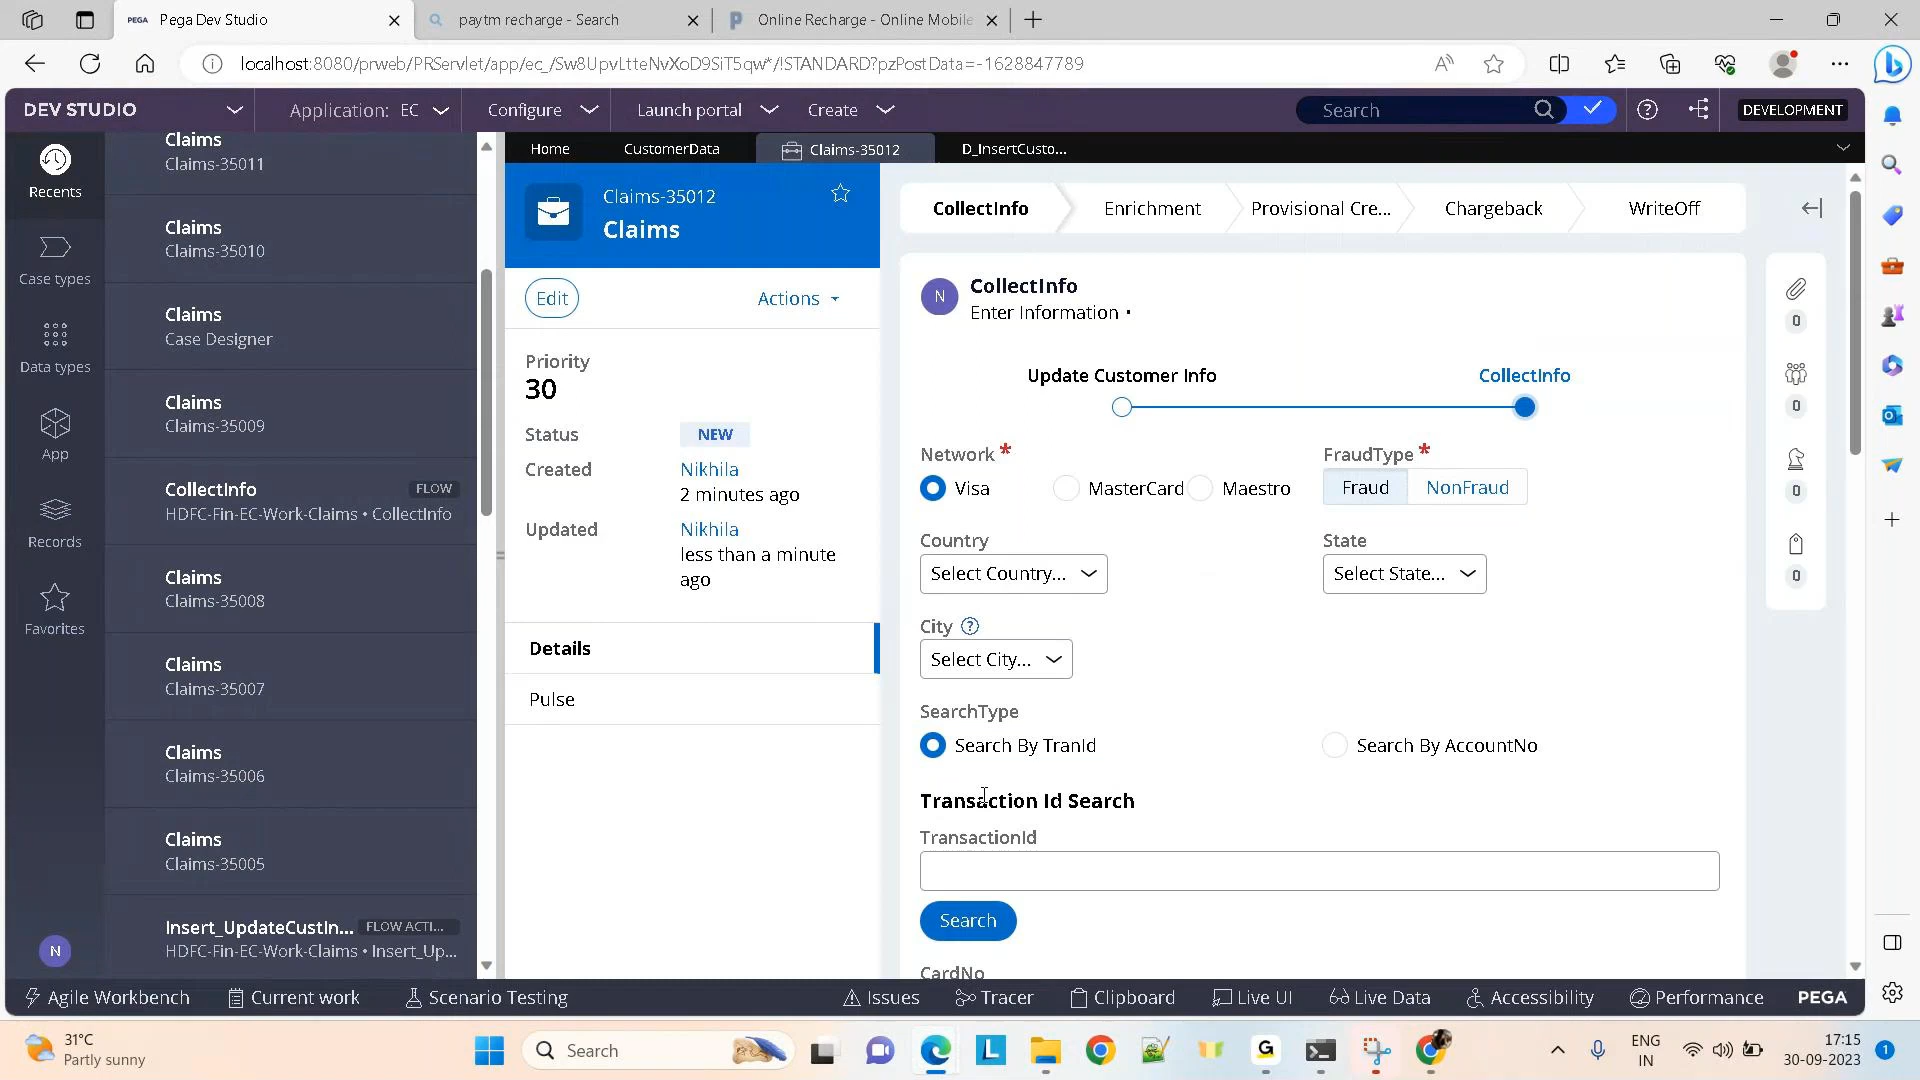 PEGA Pega Dev Studio
paytm recharge - Search
Online Recharge - Online Mobile
localhost:8080/prweb/PRServlet/app/ec_/Sw8UpvLtteNvXoD9SiT5qw*/!STANDARD?pzPostData=-1628847789
DEV STUDIO
Application: EC
Configure
Launch portal
Create
Search
DEVELOPMENT
Recents
Case types
Data types
App
Records
Favorites
N
Claims
Claims-35011
Claims
Claims-35010
Claims
Case Designer
Claims
Claims-35009
CollectInfo FLOW
HDFC-Fin-EC-Work-Claims • CollectInfo
Claims
Claims-35008
Claims
Claims-35007
Claims
Claims-35006
Claims
Claims-35005
Insert_UpdateCustIn... FLOW ACTI...
HDFC-Fin-EC-Work-Claims • Insert_Up...
Home
CustomerData
Claims-35012
D_InsertCusto...
Claims-35012
Claims
Edit
Actions
Priority
30
Status NEW
Created Nikhila
2 minutes ago
Updated Nikhila
less than a minute
ago
Details
Pulse
CollectInfo
Enrichment
Provisional Cre...
Chargeback
WriteOff
N
CollectInfo
Enter Information •
Update Customer Info
CollectInfo
Network *
FraudType *
Visa
MasterCard
Maestro
Fraud
NonFraud
Country
State
Select Country...
Select State...
City ?
Select City...
SearchType
Search By TranId
Search By AccountNo
Transaction Id Search
TransactionId
Search
CardNo
0
0
0
0
Agile Workbench
Current work
Scenario Testing
Issues
Tracer
Clipboard
Live UI
Live Data
Accessibility
Performance
PEGA
31°C
Partly sunny
Search
ENG
IN
17:15
30-09-2023
1